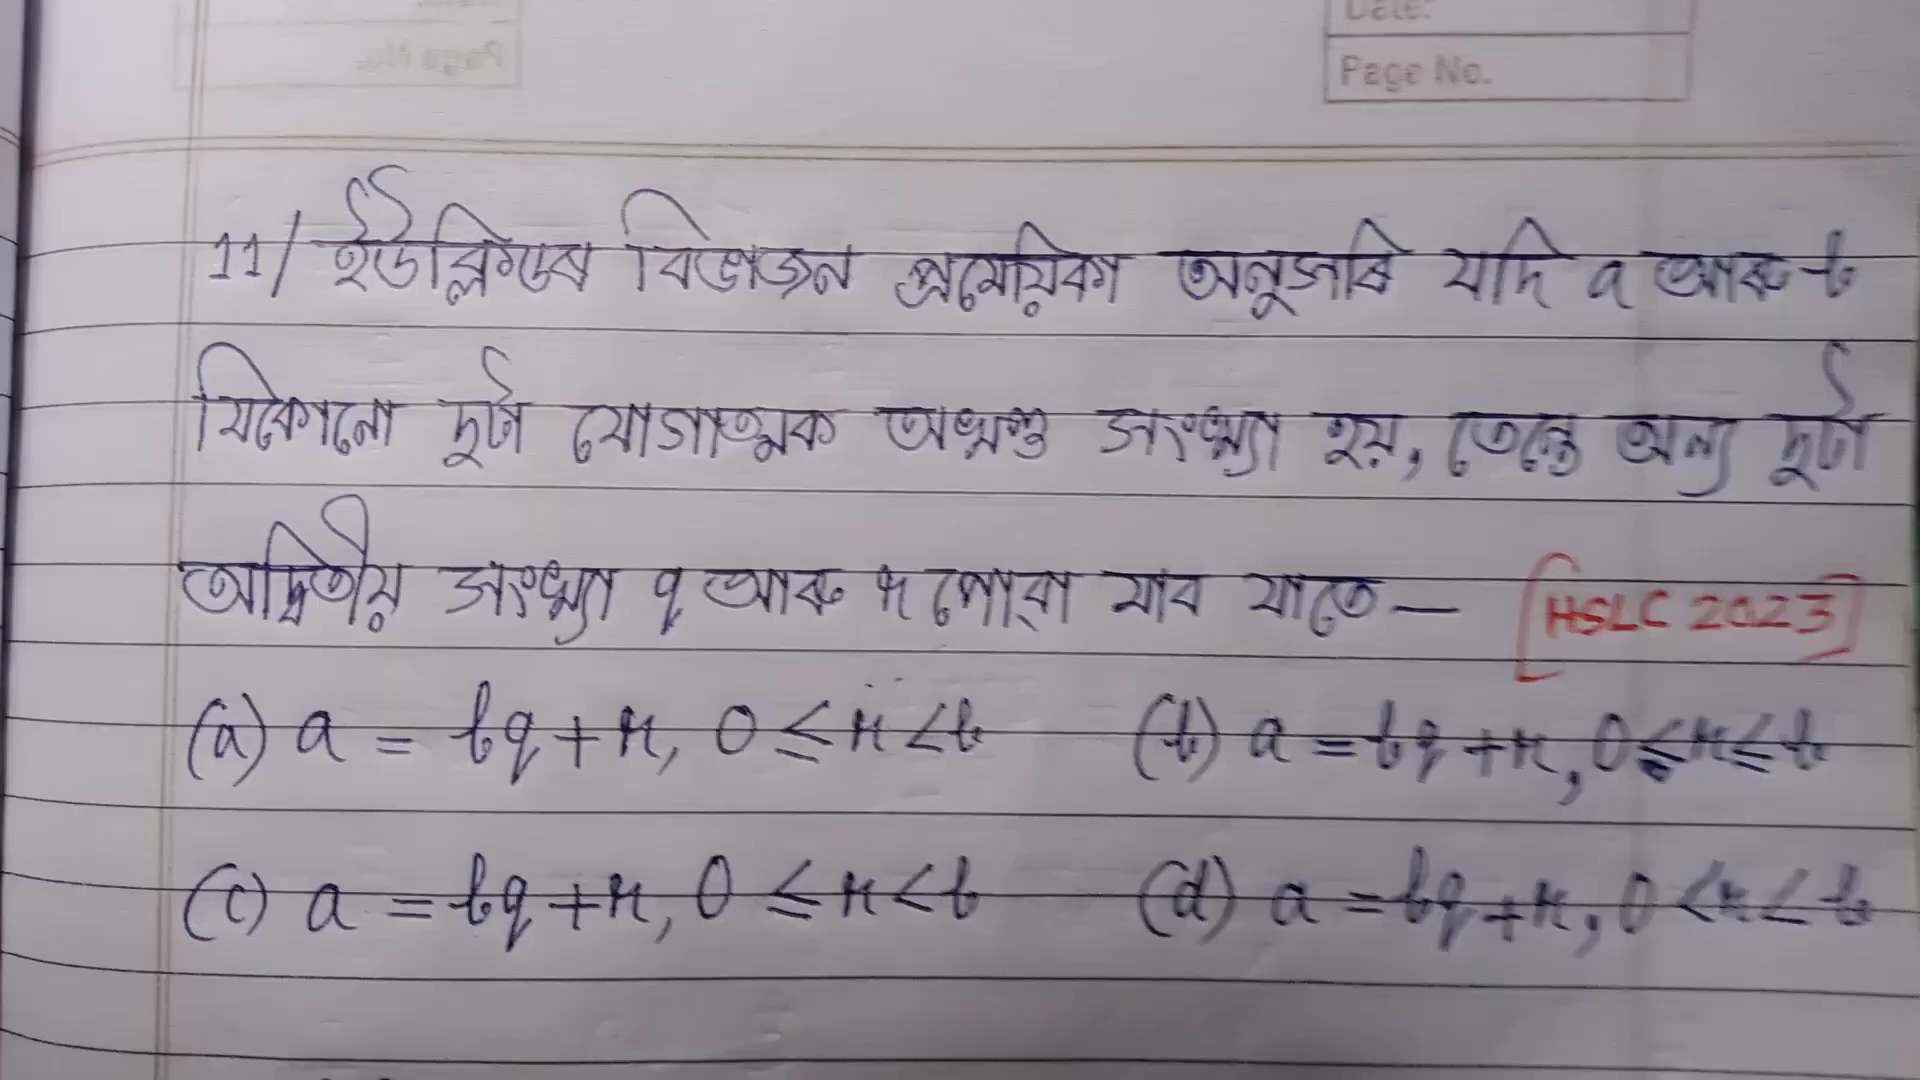 Date:
Page No.
11/ ইউক্লিডৰ বিভাজন প্ৰমেয়িকা অনুসৰি যদি a আৰু b
যিকোনো দুটা যোগাত্মক অখণ্ড সংখ্যা হয়, তেন্তে অন্য দুটা
অদ্বিতীয় সংখ্যা q আৰু r পোৱা যাব যাতে —
[HSLC 2023]
(a) a = bq + r, 0 ≤ r < b (b) a = bq + r, 0 ≤ r ≤ b
(c) a = bq + r, 0 ≤ r < b (d) a = bq + r, 0 < r < b